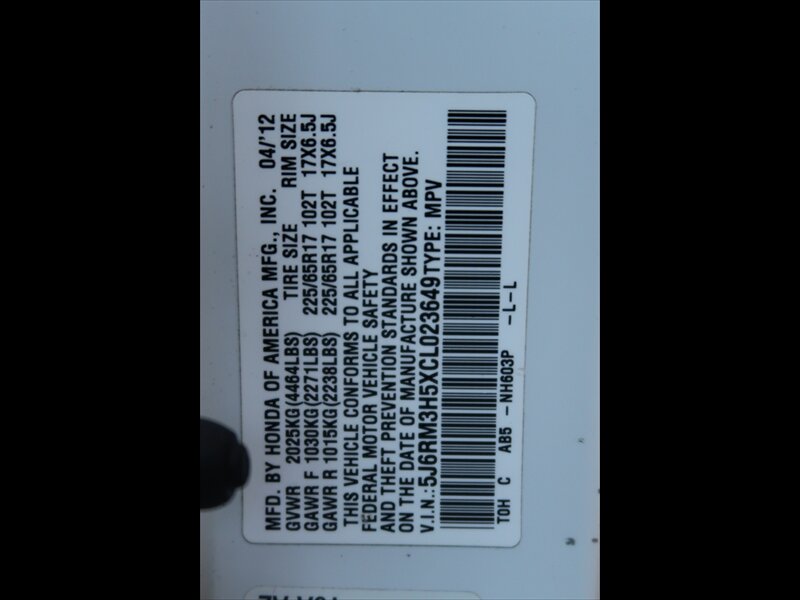 MFD. BY HONDA OF AMERICA MFG., INC. 04/'12
GVWR 2025KG(4464LBS) TIRE SIZE RIM SIZE
GAWR F 1030KG(2271LBS) 225/65R17 102T 17X6.5J
GAWR R 1015KG(2238LBS) 225/65R17 102T 17X6.5J
THIS VEHICLE CONFORMS TO ALL APPLICABLE
FEDERAL MOTOR VEHICLE SAFETY
AND THEFT PREVENTION STANDARDS IN EFFECT
ON THE DATE OF MANUFACTURE SHOWN ABOVE.
V.I.N.:5J6RM3H5XCL023649TYPE: MPV
TOH C AB5 -NH603P -L-L